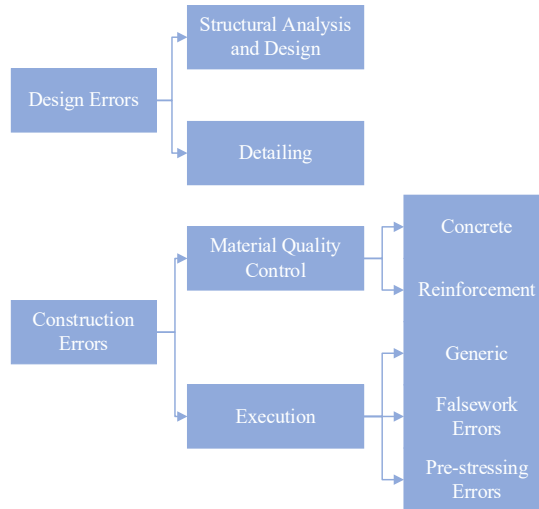 Structural Analysis
and Design
Design Errors
Detailing
Material Quality
Control
Concrete
Reinforcement
Construction
Errors
Generic
Execution
Falsework
Errors
Pre-stressing
Errors